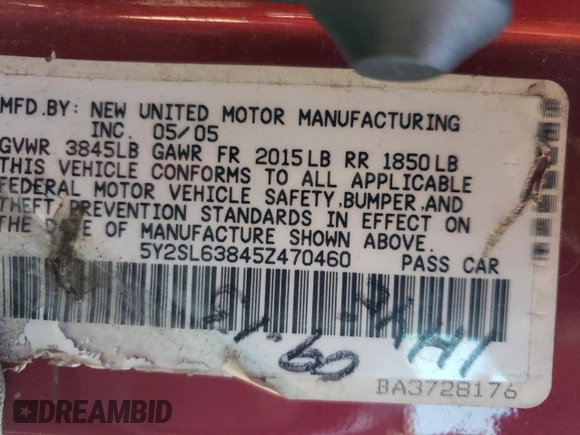 MFD.BY: NEW UNITED MOTOR MANUFACTURING
INC. 05/05
GVWR 3845LB GAWR FR 2015LB RR 1850LB
THIS VEHICLE CONFORMS TO ALL APPLICABLE
FEDERAL MOTOR VEHICLE SAFETY,BUMPER,AND
THEFT PREVENTION STANDARDS IN EFFECT ON
THE DATE OF MANUFACTURE SHOWN ABOVE.
5Y2SL63845Z470460 PASS CAR
BA3728176
DREAMBID